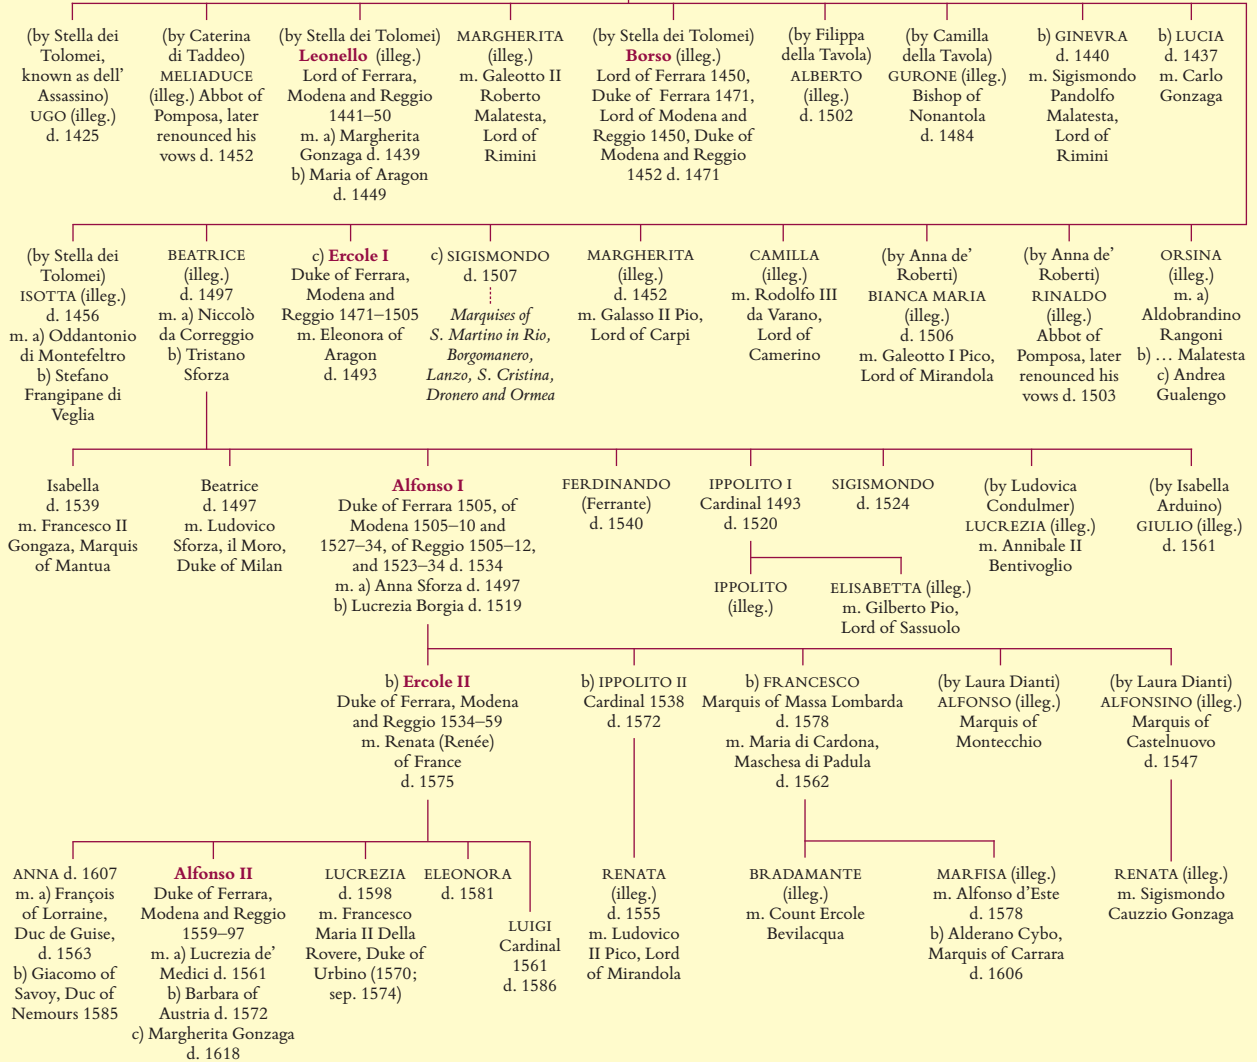 (by Stella dei
Tolomei,
known as dell'
Assassino)
UGO (illeg.)
d. 1425
(by Caterina
di Taddeo)
MELIADUCE
(illeg.) Abbot of
Pomposa, later
renounced his
vows d. 1452
(by Stella dei Tolomei)
Leonello (illeg.)
Lord of Ferrara,
Modena and Reggio
1441–50
m. a) Margherita
Gonzaga d. 1439
b) Maria of Aragon
d. 1449
MARGHERITA
(illeg.)
m. Galeotto II
Roberto
Malatesta,
Lord of
Rimini
(by Stella dei Tolomei)
Borso (illeg.)
Lord of Ferrara 1450,
Duke of Ferrara 1471,
Lord of Modena and
Reggio 1450, Duke of
Modena and Reggio
1452 d. 1471
(by Filippa
della Tavola)
ALBERTO
(illeg.)
d. 1502
(by Camilla
della Tavola)
GURONE (illeg.)
Bishop of
Nonantola
d. 1484
b) GINEVRA
d. 1440
m. Sigismondo
Pandolfo
Malatesta,
Lord of
Rimini
b) LUCIA
d. 1437
m. Carlo
Gonzaga
(by Stella dei
Tolomei)
ISOTTA (illeg.)
d. 1456
m. a) Oddantonio
di Montefeltro
b) Stefano
Frangipane di
Veglia
BEATRICE
(illeg.)
d. 1497
m. a) Niccolò
da Correggio
b) Tristano
Sforza
c) Ercole I
Duke of Ferrara,
Modena and
Reggio 1471–1505
m. Eleonora of
Aragon
d. 1493
c) SIGISMONDO
d. 1507
Marquises of
S. Martino in Rio,
Borgomanero,
Lanzo, S. Cristina,
Dronero and Ormea
MARGHERITA
(illeg.)
d. 1452
m. Galasso II Pio,
Lord of Carpi
CAMILLA
(illeg.)
m. Rodolfo III
da Varano,
Lord of
Camerino
(by Anna de'
Roberti)
BIANCA MARIA
(illeg.)
d. 1506
m. Galeotto I Pico,
Lord of Mirandola
(by Anna de'
Roberti)
RINALDO
(illeg.)
Abbot of
Pomposa, later
renounced his
vows d. 1503
ORSINA
(illeg.)
m. a)
Aldobrandino
Rangoni
b) … Malatesta
c) Andrea
Gualengo
Isabella
d. 1539
m. Francesco II
Gongaza, Marquis
of Mantua
Beatrice
d. 1497
m. Ludovico
Sforza, il Moro,
Duke of Milan
Alfonso I
Duke of Ferrara 1505, of
Modena 1505–10 and
1527–34, of Reggio 1505–12,
and 1523–34 d. 1534
m. a) Anna Sforza d. 1497
b) Lucrezia Borgia d. 1519
FERDINANDO
(Ferrante)
d. 1540
IPPOLITO I
Cardinal 1493
d. 1520
SIGISMONDO
d. 1524
(by Ludovica
Condulmer)
LUCREZIA (illeg.)
m. Annibale II
Bentivoglio
(by Isabella
Arduino)
GIULIO (illeg.)
d. 1561
IPPOLITO
(illeg.)
ELISABETTA (illeg.)
m. Gilberto Pio,
Lord of Sassuolo
b) Ercole II
Duke of Ferrara, Modena
and Reggio 1534–59
m. Renata (Renée)
of France
d. 1575
b) IPPOLITO II
Cardinal 1538
d. 1572
b) FRANCESCO
Marquis of Massa Lombarda
d. 1578
m. Maria di Cardona,
Maschesa di Padula
d. 1562
(by Laura Dianti)
ALFONSO (illeg.)
Marquis of
Montecchio
(by Laura Dianti)
ALFONSINO (illeg.)
Marquis of
Castelnuovo
d. 1547
ANNA d. 1607
m. a) François
of Lorraine,
Duc de Guise,
d. 1563
b) Giacomo of
Savoy, Duc of
Nemours 1585
Alfonso II
Duke of Ferrara,
Modena and Reggio
1559–97
m. a) Lucrezia de'
Medici d. 1561
b) Barbara of
Austria d. 1572
c) Margherita Gonzaga
d. 1618
LUCREZIA
d. 1598
m. Francesco
Maria II Della
Rovere, Duke of
Urbino (1570;
sep. 1574)
ELEONORA
d. 1581
LUIGI
Cardinal
1561
d. 1586
RENATA
(illeg.)
d. 1555
m. Ludovico
II Pico, Lord
of Mirandola
BRADAMANTE
(illeg.)
m. Count Ercole
Bevilacqua
MARFISA (illeg.)
m. Alfonso d'Este
d. 1578
b) Alderano Cybo,
Marquis of Carrara
d. 1606
RENATA (illeg.)
m. Sigismondo
Cauzzio Gonzaga